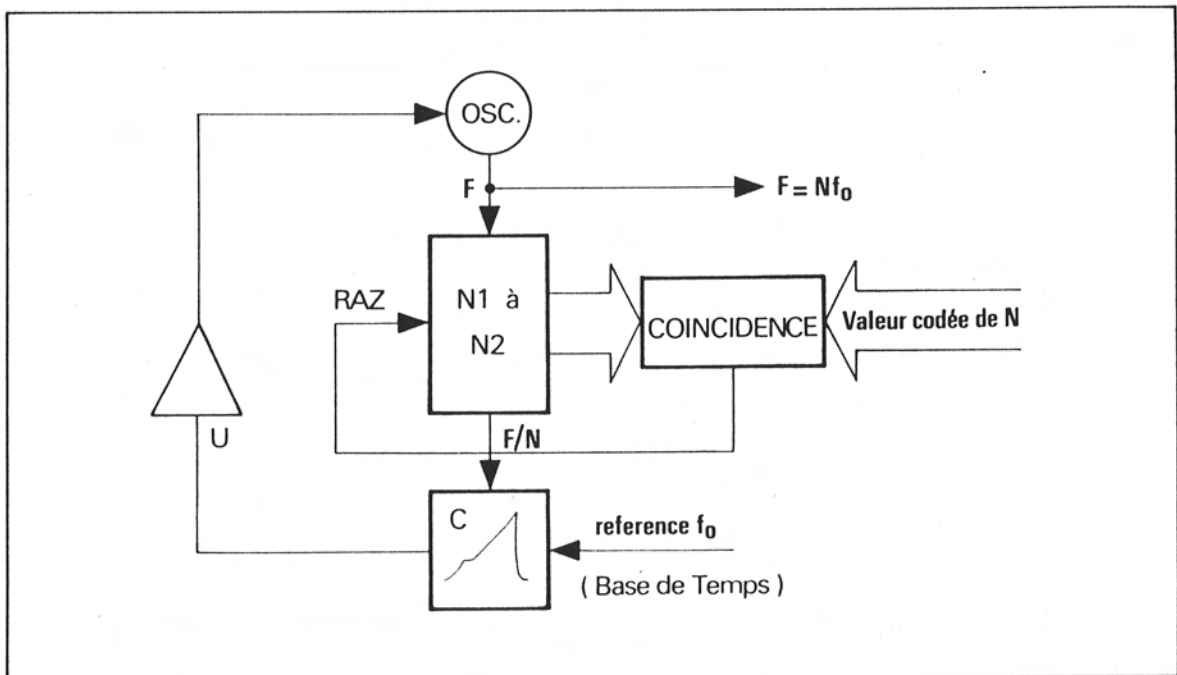 OSC.
F
F = Nf₀
RAZ
N1 à
N2
COINCIDENCE
Valeur codée de N
U
F/N
C
reference f₀
( Base de Temps )